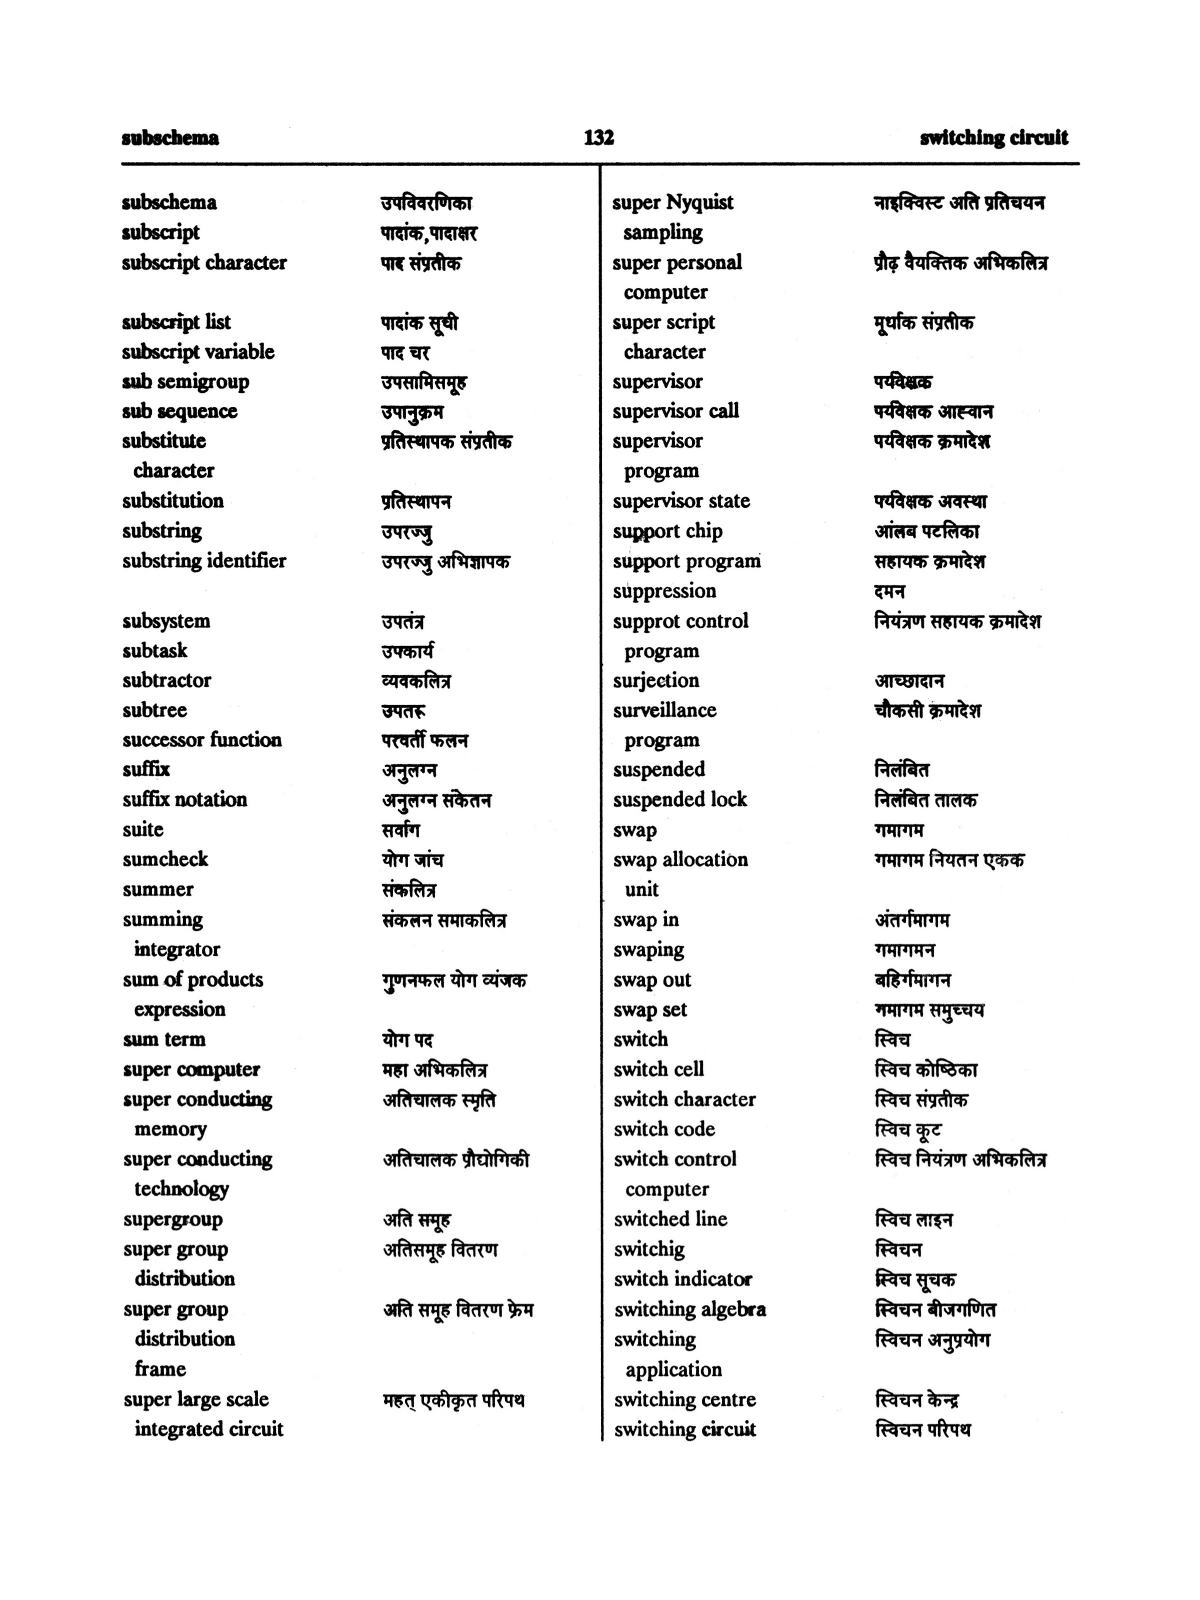 subschema 132 switching circuit
subschema उपविवरणिका
subscript पादांक,पादाक्षर
subscript character पाद संप्रतीक
subscript list पादांक सूची
subscript variable पाद चर
sub semigroup उपसामिसमूह
sub sequence उपानुक्रम
substitute प्रतिस्थापक संप्रतीक
character
substitution प्रतिस्थापन
substring उपरज्जु
substring identifier उपरज्जु अभिज्ञापक
subsystem उपतंत्र
subtask उपकार्य
subtractor व्यवकलित्र
subtree उपतरू
successor function परवर्ती फलन
suffix अनुलग्न
suffix notation अनुलग्न संकेतन
suite सर्वाग
sumcheck योग जांच
summer संकलित्र
summing संकलन समाकलित्र
integrator
sum of products गुणनफल योग व्यंजक
expression
sum term योग पद
super computer महा अभिकलित्र
super conducting अतिचालक स्मृति
memory
super conducting अतिचालक प्रौद्योगिकी
technology
supergroup अति समूह
super group अतिसमूह वितरण
distribution
super group अति समूह वितरण फ्रेम
distribution
frame
super large scale महत् एकीकृत परिपथ
integrated circuit
super Nyquist नाइक्विस्ट अति प्रतिचयन
sampling
super personal प्रौढ़ वैयक्तिक अभिकलित्र
computer
super script मूर्धाक संप्रतीक
character
supervisor पर्यवेक्षक
supervisor call पर्यवेक्षक आह्वान
supervisor पर्यवेक्षक क्रमादेश
program
supervisor state पर्यवेक्षक अवस्था
support chip आंलब पटलिका
support program सहायक क्रमादेश
suppression दमन
supprot control नियंत्रण सहायक क्रमादेश
program
surjection आच्छादान
surveillance चौकसी क्रमादेश
program
suspended निलंबित
suspended lock निलंबित तालक
swap गमागम
swap allocation गमागम नियतन एकक
unit
swap in अंतर्गमागम
swaping गमागमन
swap out बहिर्गमागन
swap set गमागम समुच्चय
switch स्विच
switch cell स्विच कोष्ठिका
switch character स्विच संप्रतीक
switch code स्विच कूट
switch control स्विच नियंत्रण अभिकलित्र
computer
switched line स्विच लाइन
switchig स्विचन
switch indicator स्विच सूचक
switching algebra स्विचन बीजगणित
switching स्विचन अनुप्रयोग
application
switching centre स्विचन केन्द्र
switching circuit स्विचन परिपथ